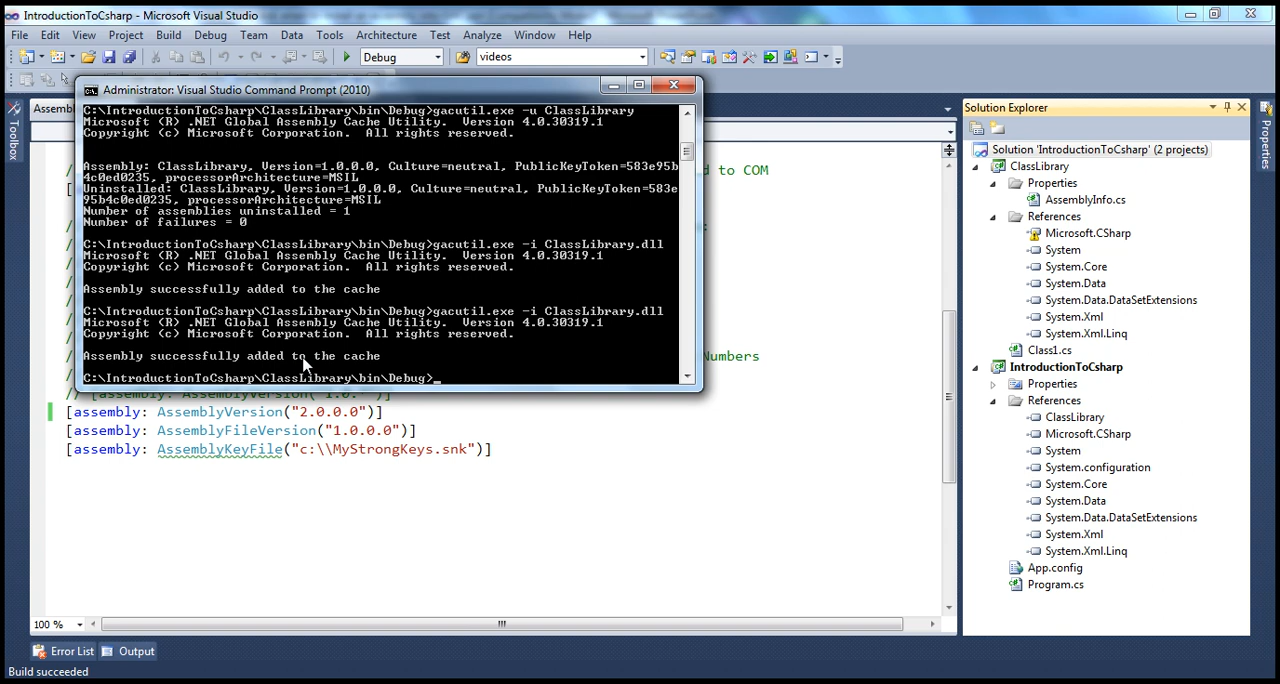 IntroductionToCsharp - Microsoft Visual Studio
File Edit View Project Build Debug Team Data Tools Architecture Test Analyze Window Help
Debug videos
Administrator: Visual Studio Command Prompt (2010)
C:\IntroductionToCsharp\ClassLibrary\bin\Debug>gacutil.exe -u ClassLibrary
Microsoft (R) .NET Global Assembly Cache Utility.  Version 4.0.30319.1
Copyright (c) Microsoft Corporation.  All rights reserved.
Assembly: ClassLibrary, Version=1.0.0.0, Culture=neutral, PublicKeyToken=583e95b
4c0ed0235, processorArchitecture=MSIL
Uninstalled: ClassLibrary, Version=1.0.0.0, Culture=neutral, PublicKeyToken=583e
95b4c0ed0235, processorArchitecture=MSIL
Number of assemblies uninstalled = 1
Number of failures = 0
C:\IntroductionToCsharp\ClassLibrary\bin\Debug>gacutil.exe -i ClassLibrary.dll
Microsoft (R) .NET Global Assembly Cache Utility.  Version 4.0.30319.1
Copyright (c) Microsoft Corporation.  All rights reserved.
Assembly successfully added to the cache
C:\IntroductionToCsharp\ClassLibrary\bin\Debug>gacutil.exe -i ClassLibrary.dll
Microsoft (R) .NET Global Assembly Cache Utility.  Version 4.0.30319.1
Copyright (c) Microsoft Corporation.  All rights reserved.
Assembly successfully added to the cache
C:\IntroductionToCsharp\ClassLibrary\bin\Debug>_
Toolbox
Assemb
d to COM
Numbers
[assembly: AssemblyVersion("2.0.0.0")]
[assembly: AssemblyFileVersion("1.0.0.0")]
[assembly: AssemblyKeyFile("c:\\MyStrongKeys.snk")]
100 %
Error List Output
Build succeeded
Solution Explorer
Solution 'IntroductionToCsharp' (2 projects)
ClassLibrary
Properties
AssemblyInfo.cs
References
Microsoft.CSharp
System
System.Core
System.Data
System.Data.DataSetExtensions
System.Xml
System.Xml.Linq
Class1.cs
IntroductionToCsharp
Properties
References
ClassLibrary
Microsoft.CSharp
System
System.configuration
System.Core
System.Data
System.Data.DataSetExtensions
System.Xml
System.Xml.Linq
App.config
Program.cs
Properties